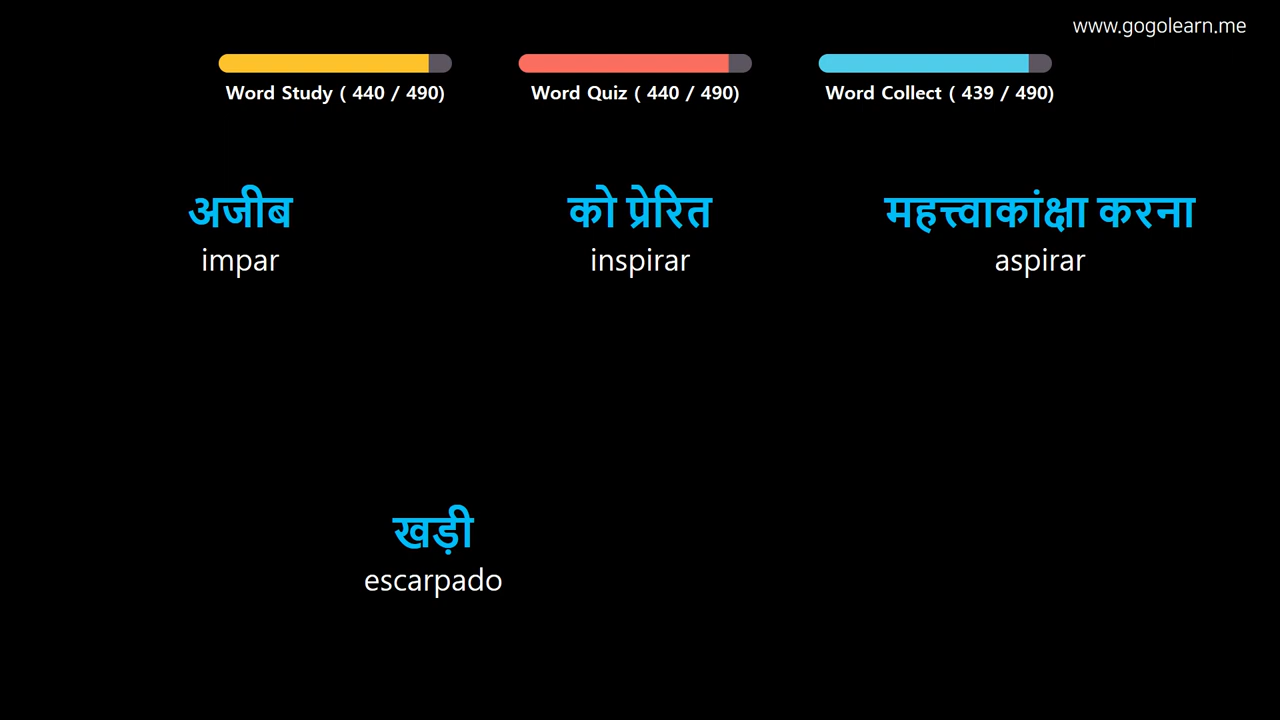 www.gogolearn.me
Word Study ( 440 / 490)
Word Quiz ( 440 / 490)
Word Collect ( 439 / 490)
अजीब
impar
को प्रेरित
inspirar
महत्त्वाकांक्षा करना
aspirar
खड़ी
escarpado